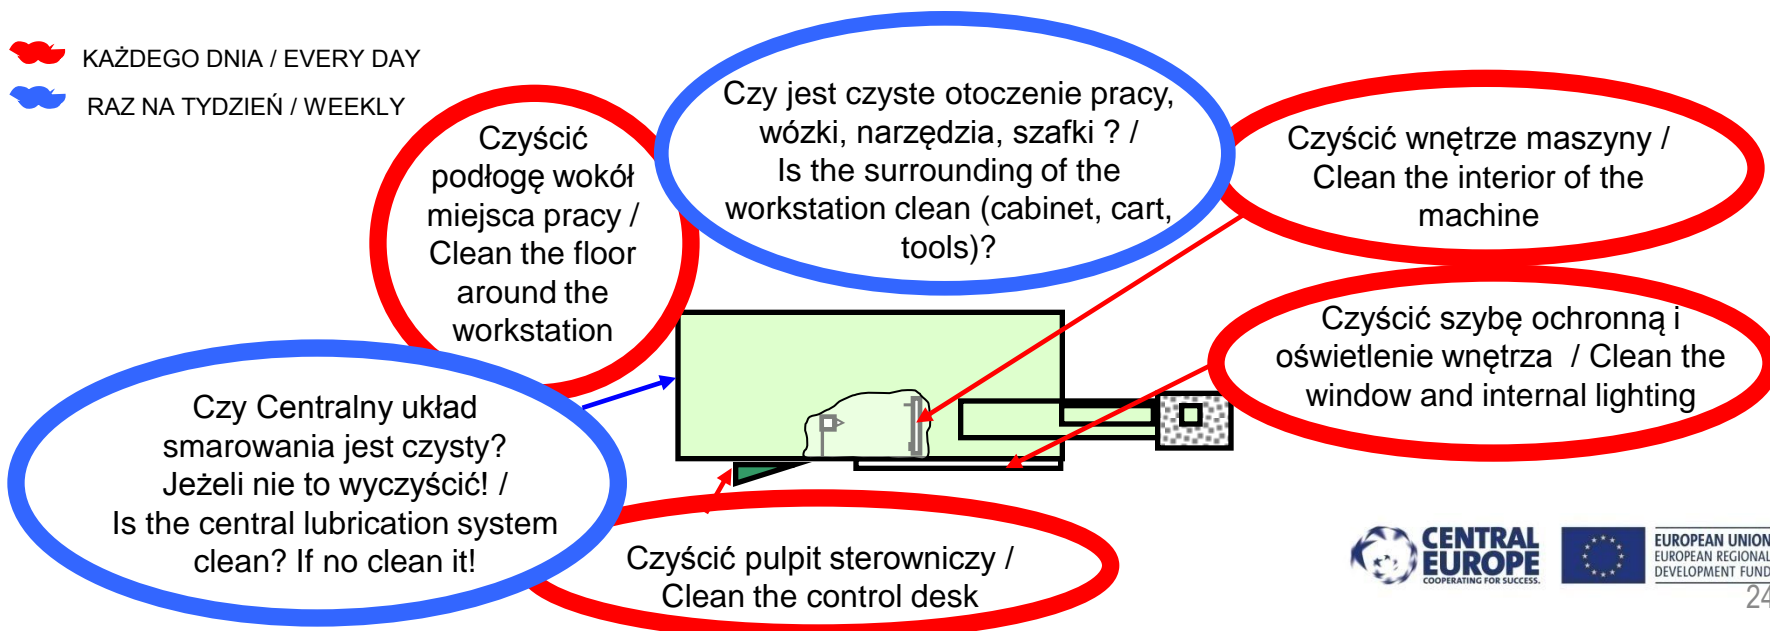 KAŻDEGO DNIA / EVERY DAY
RAZ NA TYDZIEŃ / WEEKLY
Czyścić
podłogę wokół
miejsca pracy /
Clean the floor
around the
workstation
Czy jest czyste otoczenie pracy,
wózki, narzędzia, szafki ? /
Is the surrounding of the
workstation clean (cabinet, cart,
tools)?
Czyścić wnętrze maszyny /
Clean the interior of the
machine
Czyścić szybę ochronną i
oświetlenie wnętrza / Clean the
window and internal lighting
Czy Centralny układ
smarowania jest czysty?
Jeżeli nie to wyczyścić! /
Is the central lubrication system
clean? If no clean it!
Czyścić pulpit sterowniczy /
Clean the control desk
CENTRAL
EUROPE
COOPERATING FOR SUCCESS.
EUROPEAN UNION
EUROPEAN REGIONAL
DEVELOPMENT FUND
24